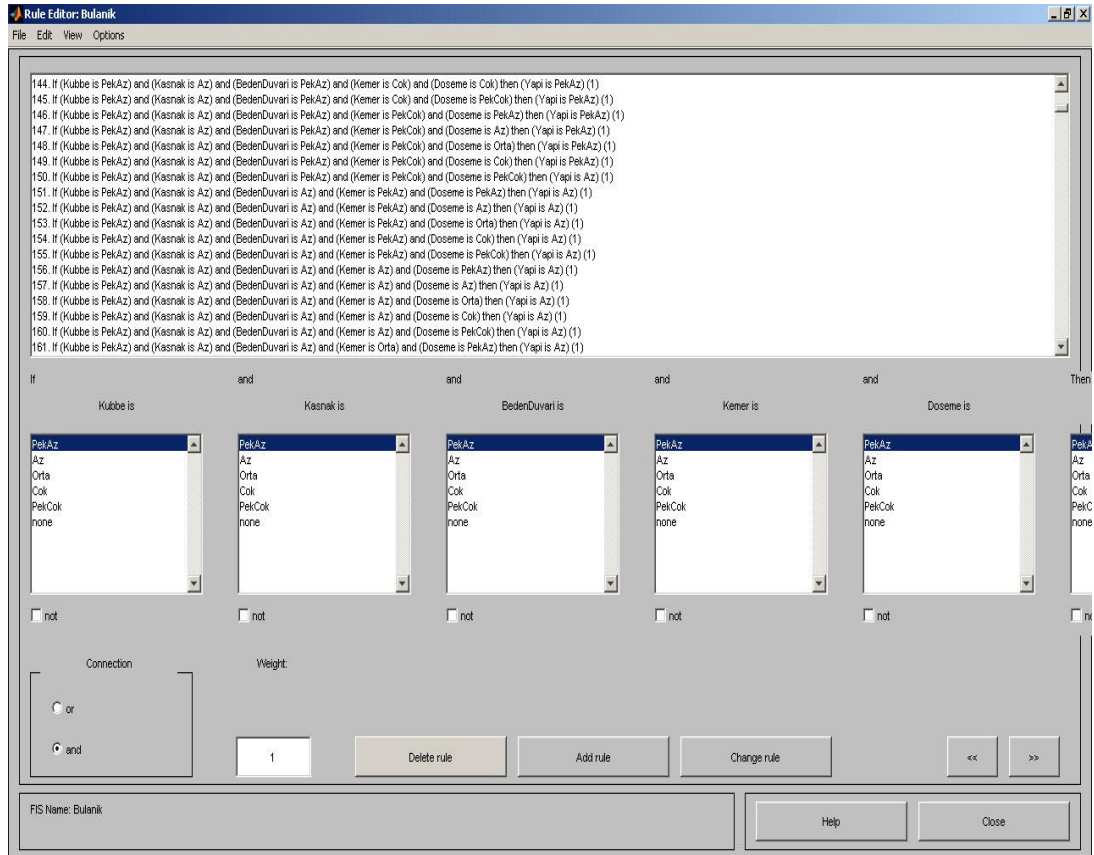 Rule Editor: Bulanik
File Edit View Options
144. If (Kubbe is PekAz) and (Kasnak is Az) and (BedenDuvari is PekAz) and (Kemer is Cok) and (Doseme is Cok) then (Yapi is PekAz) (1)
145. If (Kubbe is PekAz) and (Kasnak is Az) and (BedenDuvari is PekAz) and (Kemer is Cok) and (Doseme is PekCok) then (Yapi is PekAz) (1)
146. If (Kubbe is PekAz) and (Kasnak is Az) and (BedenDuvari is PekAz) and (Kemer is PekCok) and (Doseme is PekAz) then (Yapi is PekAz) (1)
147. If (Kubbe is PekAz) and (Kasnak is Az) and (BedenDuvari is PekAz) and (Kemer is PekCok) and (Doseme is Az) then (Yapi is PekAz) (1)
148. If (Kubbe is PekAz) and (Kasnak is Az) and (BedenDuvari is PekAz) and (Kemer is PekCok) and (Doseme is Orta) then (Yapi is PekAz) (1)
149. If (Kubbe is PekAz) and (Kasnak is Az) and (BedenDuvari is PekAz) and (Kemer is PekCok) and (Doseme is Cok) then (Yapi is PekAz) (1)
150. If (Kubbe is PekAz) and (Kasnak is Az) and (BedenDuvari is PekAz) and (Kemer is PekCok) and (Doseme is PekCok) then (Yapi is Az) (1)
151. If (Kubbe is PekAz) and (Kasnak is Az) and (BedenDuvari is Az) and (Kemer is PekAz) and (Doseme is PekAz) then (Yapi is Az) (1)
152. If (Kubbe is PekAz) and (Kasnak is Az) and (BedenDuvari is Az) and (Kemer is PekAz) and (Doseme is Az) then (Yapi is Az) (1)
153. If (Kubbe is PekAz) and (Kasnak is Az) and (BedenDuvari is Az) and (Kemer is PekAz) and (Doseme is Orta) then (Yapi is Az) (1)
154. If (Kubbe is PekAz) and (Kasnak is Az) and (BedenDuvari is Az) and (Kemer is PekAz) and (Doseme is Cok) then (Yapi is Az) (1)
155. If (Kubbe is PekAz) and (Kasnak is Az) and (BedenDuvari is Az) and (Kemer is PekAz) and (Doseme is PekCok) then (Yapi is Az) (1)
156. If (Kubbe is PekAz) and (Kasnak is Az) and (BedenDuvari is Az) and (Kemer is Az) and (Doseme is PekAz) then (Yapi is Az) (1)
157. If (Kubbe is PekAz) and (Kasnak is Az) and (BedenDuvari is Az) and (Kemer is Az) and (Doseme is Az) then (Yapi is Az) (1)
158. If (Kubbe is PekAz) and (Kasnak is Az) and (BedenDuvari is Az) and (Kemer is Az) and (Doseme is Orta) then (Yapi is Az) (1)
159. If (Kubbe is PekAz) and (Kasnak is Az) and (BedenDuvari is Az) and (Kemer is Az) and (Doseme is Cok) then (Yapi is Az) (1)
160. If (Kubbe is PekAz) and (Kasnak is Az) and (BedenDuvari is Az) and (Kemer is Az) and (Doseme is PekCok) then (Yapi is Az) (1)
161. If (Kubbe is PekAz) and (Kasnak is Az) and (BedenDuvari is Az) and (Kemer is Orta) and (Doseme is PekAz) then (Yapi is Az) (1)
If and and and and Then
Kubbe is Kasnak is BedenDuvari is Kemer is Doseme is
PekAz PekAz PekAz PekAz PekAz PekA
Az Az Az Az Az Az
Orta Orta Orta Orta Orta Orta
Cok Cok Cok Cok Cok Cok
PekCok PekCok PekCok PekCok PekCok PekC
none none none none none none
not not not not not n
Connection Weight:
or
and 1 Delete rule Add rule Change rule << >>
FIS Name: Bulanik Help Close